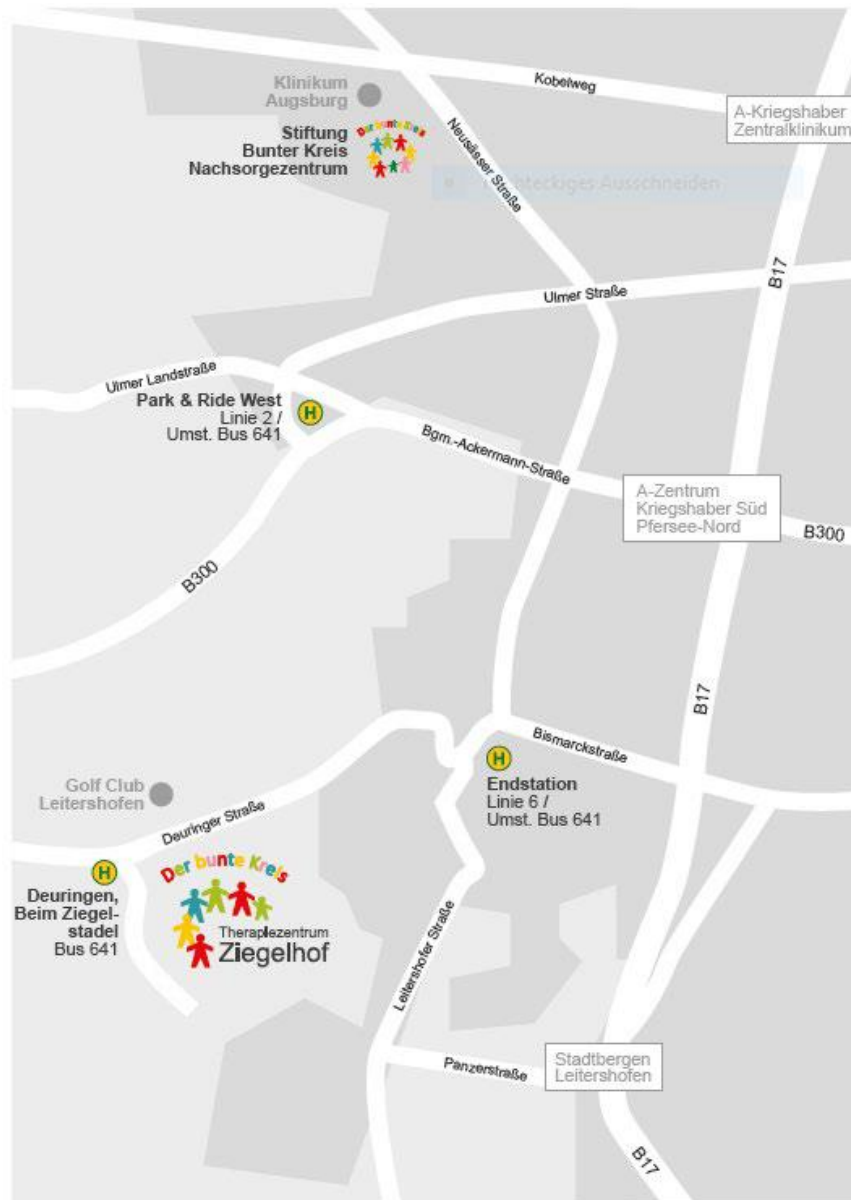 Kobelweg
Klinikum
Augsburg
A-Kriegshaber
Zentralklinikum
Der bunte Kreis
Stiftung
Bunter Kreis
Nachsorgezentrum
Neusässer Straße
Ausschneiden
B17
Ulmer Straße
Ulmer Landstraße
Park & Ride West
Linie 2 /
Umst. Bus 641
H
Bgm.-Ackermann-Straße
A-Zentrum
Kriegshaber Süd
Pfersee-Nord
B300
B300
B17
Bismarckstraße
H
Endstation
Linie 6 /
Umst. Bus 641
Golf Club
Leitershofen
Deuringer Straße
H
Deuringen,
Beim Ziegel-
stadel
Bus 641
Der bunte Kreis
Therapiezentrum
Ziegelhof
Leitershofer Straße
Panzerstraße
Stadtbergen
Leitershofen
B17